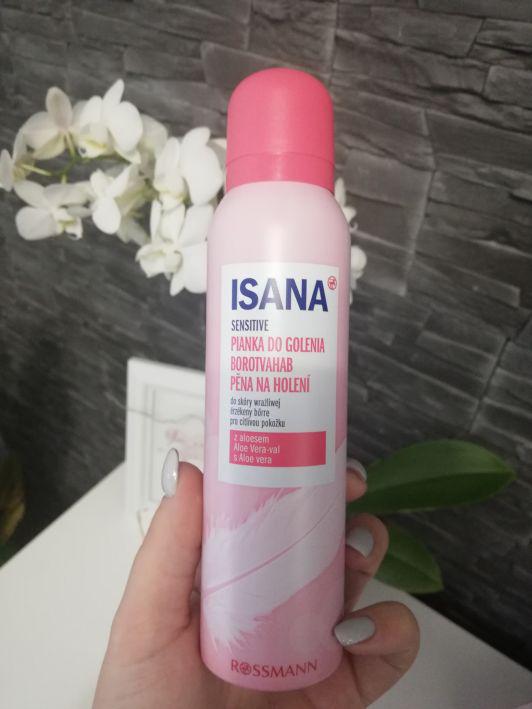 ISANA
SENSITIVE
PIANKA DO GOLENIA
BOROTVAHAB
PĚNA NA HOLENÍ
do skóry wrażliwej
érzékeny bőrre
pro citlivou pokožku
z aloesem
Aloe Vera-val
s Aloe vera
ROSSMANN